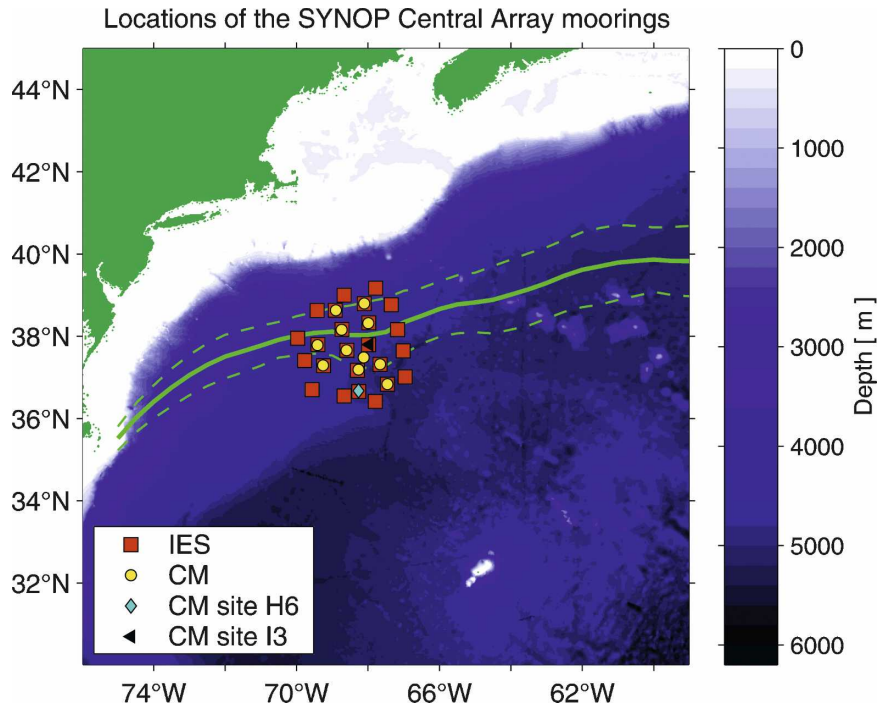 Locations of the SYNOP Central Array moorings
44°N
42°N
40°N
38°N
36°N
34°N
32°N
74°W
70°W
66°W
62°W
IES
CM
CM site H6
CM site I3
0
1000
2000
3000
4000
5000
6000
Depth [ m ]